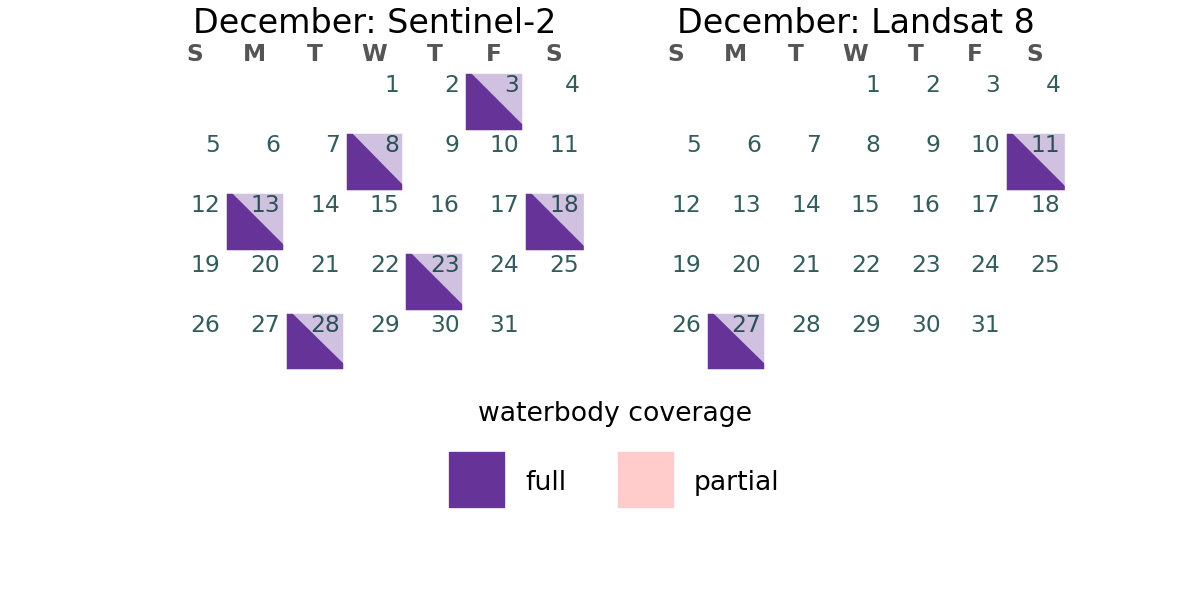 December: Sentinel-2
S M T W T F S
1 2 3 4
5 6 7 8 9 10 11
12 13 14 15 16 17 18
19 20 21 22 23 24 25
26 27 28 29 30 31
December: Landsat 8
S M T W T F S
1 2 3 4
5 6 7 8 9 10 11
12 13 14 15 16 17 18
19 20 21 22 23 24 25
26 27 28 29 30 31
waterbody coverage
full partial